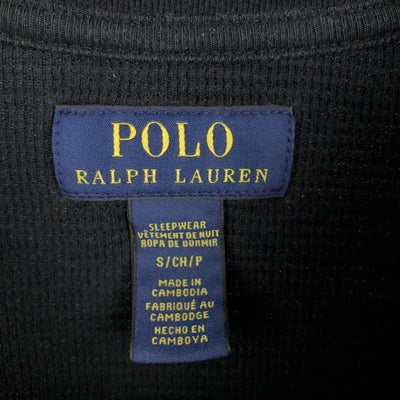 POLO
RALPH LAUREN
SLEEPWEAR
VÊTEMENT DE NUIT
ROPA DE DORMIR
S/CH/P
MADE IN
CAMBODIA
FABRIQUÉ AU
CAMBODGE
HECHO EN
CAMBOYA